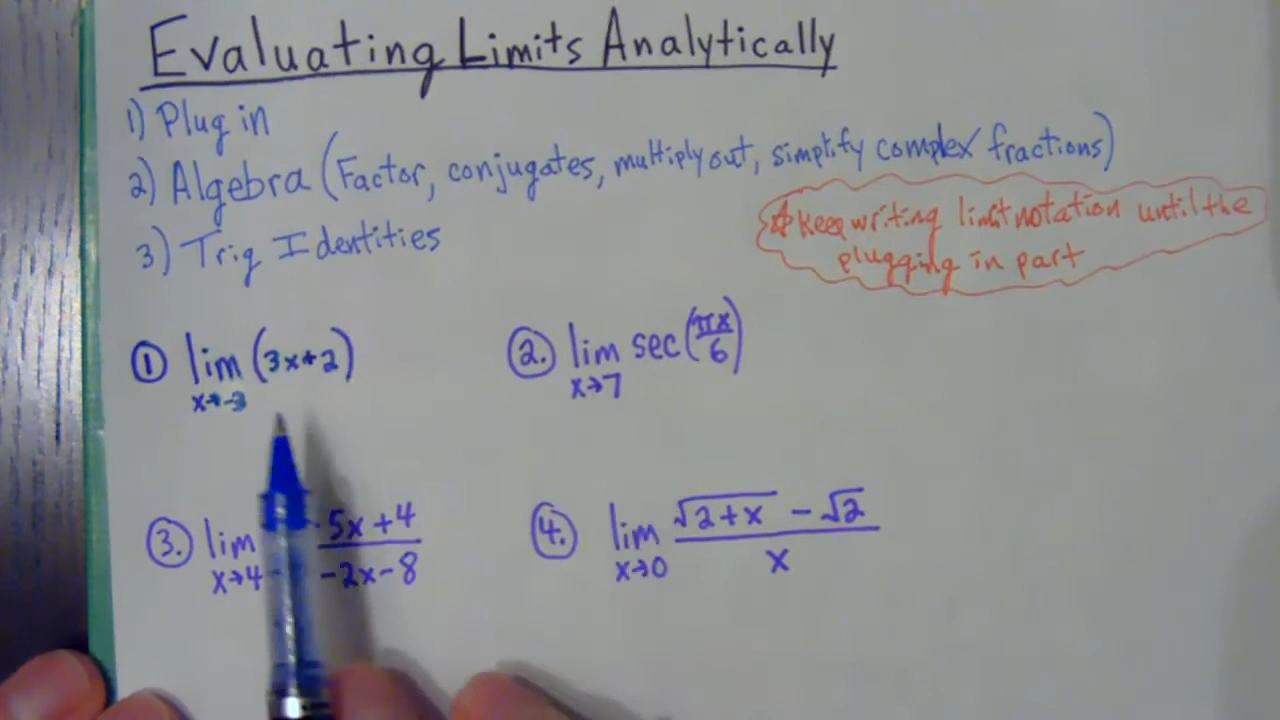 Evaluating Limits Analytically
1) Plug in
2) Algebra (Factor, conjugates, multiply out, simplify complex fractions)
3) Trig Identities
☆ Keep writing limit notation until the
plugging in part
① lim (3x+2)
x→-3
②. lim sec(πx/6)
x→7
③. lim 5x+4
x→4 -2x-8
④. lim √2+x - √2
x→0 x